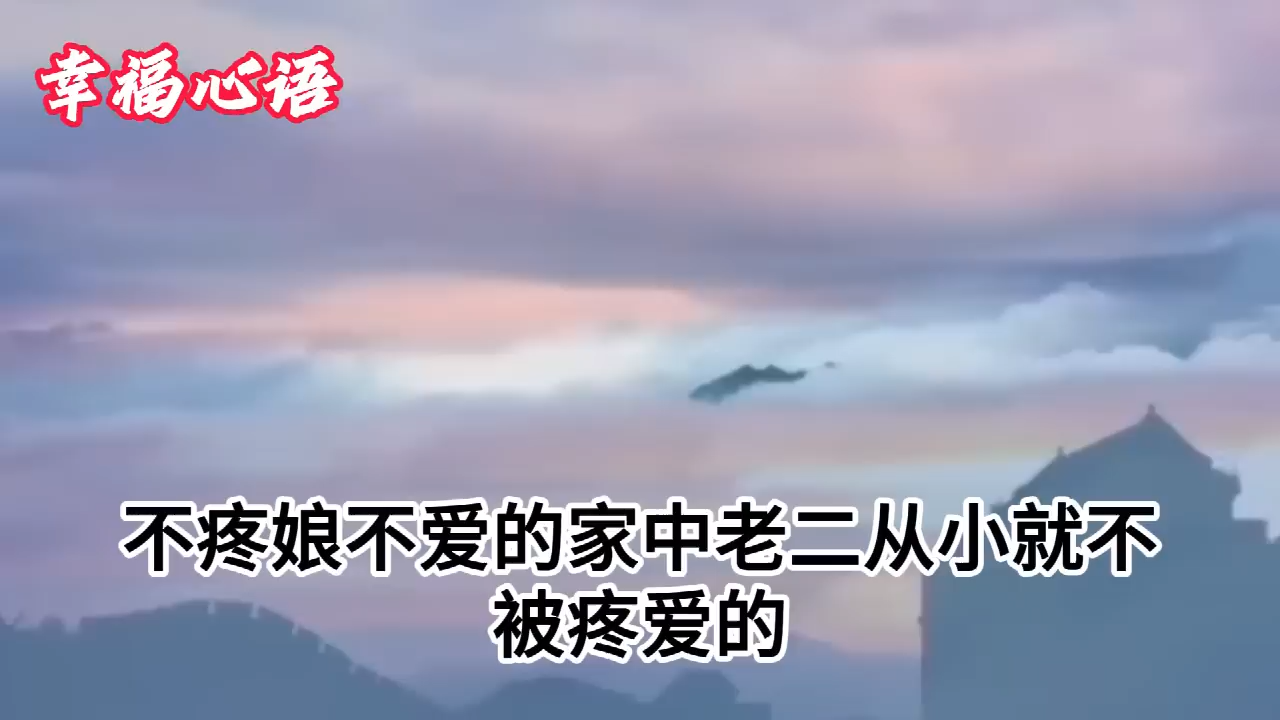 幸福心语
不疼娘不爱的家中老二从小就不
被疼爱的